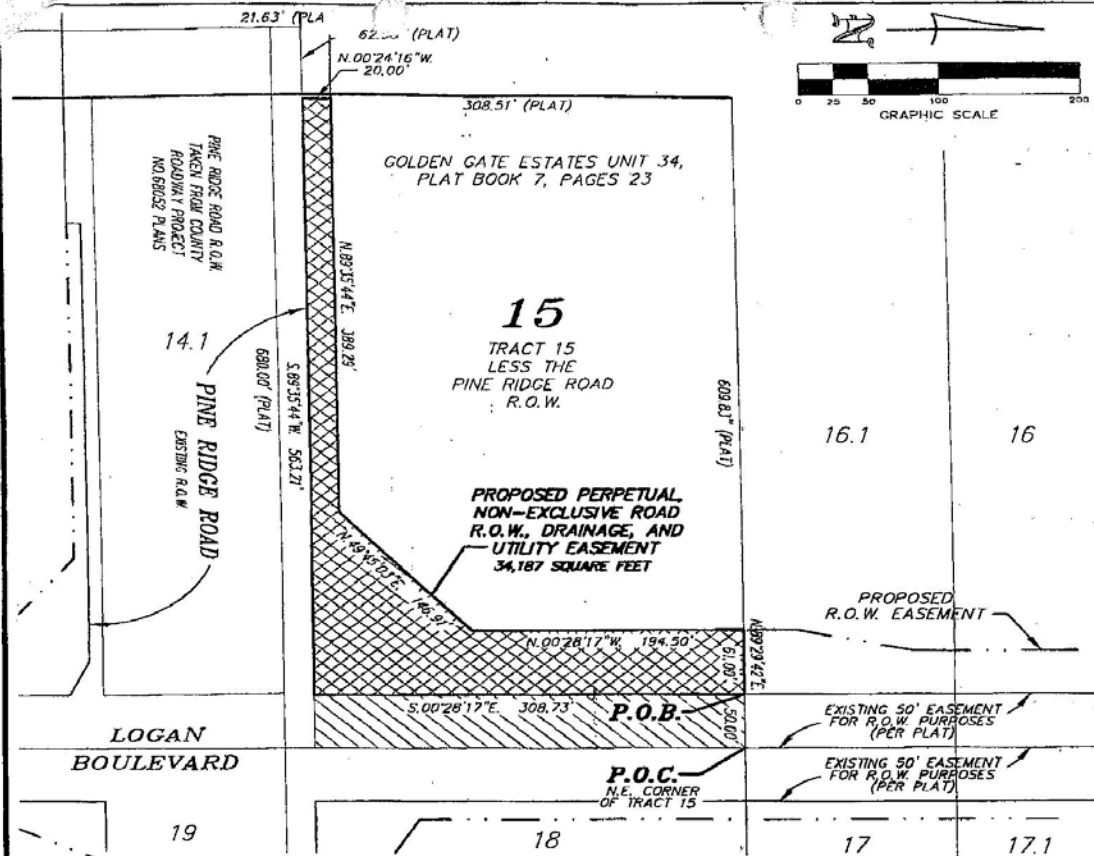 21.63' (PLA
(PLAT)
N.00°24'16"W.
20.00'
308.51' (PLAT)
0 25 50 100 200
GRAPHIC SCALE
GOLDEN GATE ESTATES UNIT 34,
PLAT BOOK 7, PAGES 23
PINE RIDGE ROAD R.O.W.
TAKEN FROM COUNTY
ROADWAY PROJECT
NO.68052 PLANS
14.1
PINE RIDGE ROAD
EXISTING R.O.W.
680.00' (PLAT)
S.89°35'44"W. 563.21'
N.89°35'44"E. 389.29'
15
TRACT 15
LESS THE
PINE RIDGE ROAD
R.O.W.
609.83" (PLAT)
16.1
16
PROPOSED PERPETUAL,
NON-EXCLUSIVE ROAD
R.O.W., DRAINAGE, AND
UTILITY EASEMENT
34,187 SQUARE FEET
N.49°45'03"E. 146.91'
N.00°28'17"W. 194.50'
N.89°29'42"E.
61.00'
PROPOSED
R.O.W. EASEMENT
S.00°28'17"E. 308.73'
P.O.B.
50.00'
EXISTING 50' EASEMENT
FOR R.O.W. PURPOSES
(PER PLAT)
LOGAN
BOULEVARD
P.O.C.
N.E. CORNER
OF TRACT 15
EXISTING 50' EASEMENT
FOR R.O.W. PURPOSES
(PER PLAT)
19
18
17
17.1